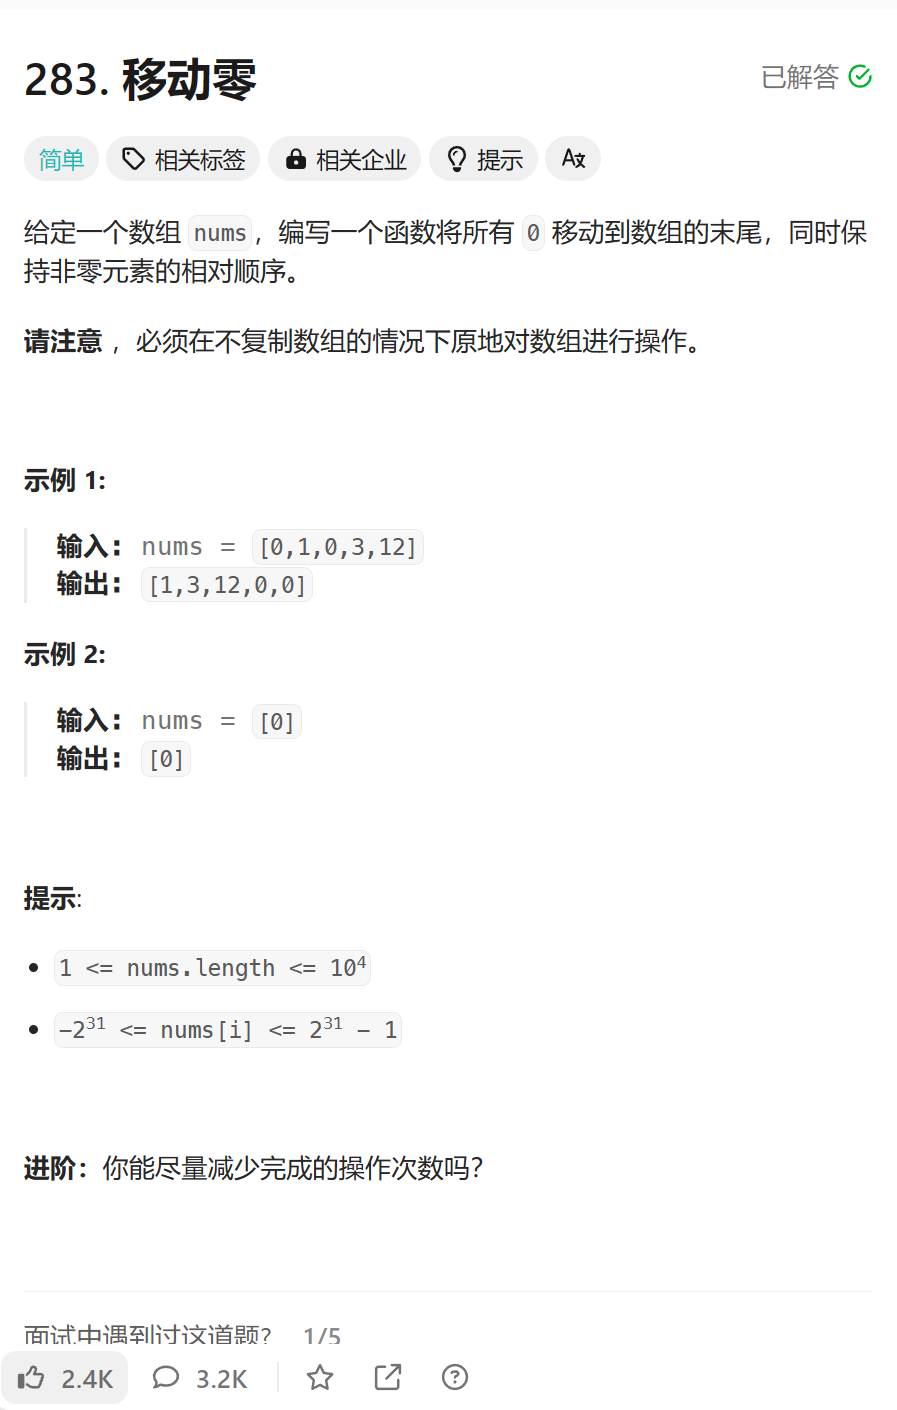 283. 移动零
已解答
简单 相关标签 相关企业 提示 Aあ
给定一个数组 nums，编写一个函数将所有 0 移动到数组的末尾，同时保
持非零元素的相对顺序。
请注意 ，必须在不复制数组的情况下原地对数组进行操作。
示例 1:
输入：nums = [0,1,0,3,12]
输出：[1,3,12,0,0]
示例 2:
输入：nums = [0]
输出：[0]
提示:
1 <= nums.length <= 10⁴
−2³¹ <= nums[i] <= 2³¹ − 1
进阶：你能尽量减少完成的操作次数吗？
面试中遇到过这道题? 1/5
2.4K 3.2K